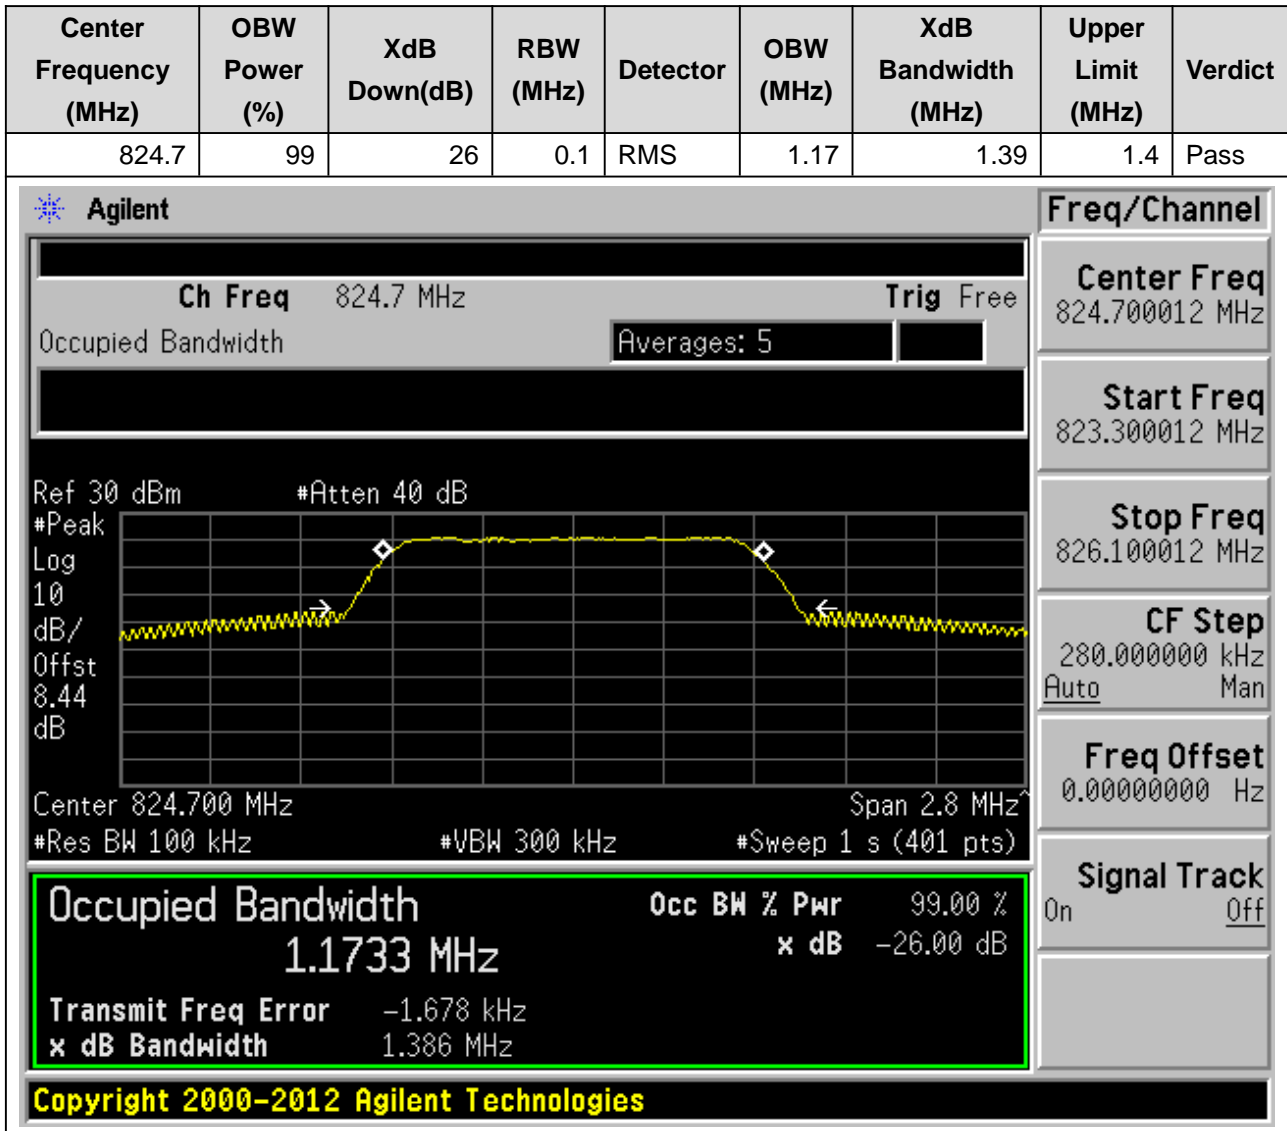 Center Frequency (MHz) OBW Power (%) XdB Down(dB) RBW (MHz) Detector OBW (MHz) XdB Bandwidth (MHz) Upper Limit (MHz) Verdict
824.7 99 26 0.1 RMS 1.17 1.39 1.4 Pass
Agilent
Freq/Channel
Ch Freq 824.7 MHz Trig Free
Occupied Bandwidth Averages: 5
Center Freq
824.700012 MHz
Start Freq
823.300012 MHz
Stop Freq
826.100012 MHz
CF Step
280.000000 kHz
Auto Man
Freq Offset
0.00000000 Hz
Signal Track
On Off
Ref 30 dBm #Atten 40 dB
#Peak
Log
10
dB/
Offst
8.44
dB
Center 824.700 MHz Span 2.8 MHz^
#Res BW 100 kHz #VBW 300 kHz #Sweep 1 s (401 pts)
Occupied Bandwidth Occ BW % Pwr 99.00 %
1.1733 MHz x dB -26.00 dB
Transmit Freq Error -1.678 kHz
x dB Bandwidth 1.386 MHz
Copyright 2000-2012 Agilent Technologies